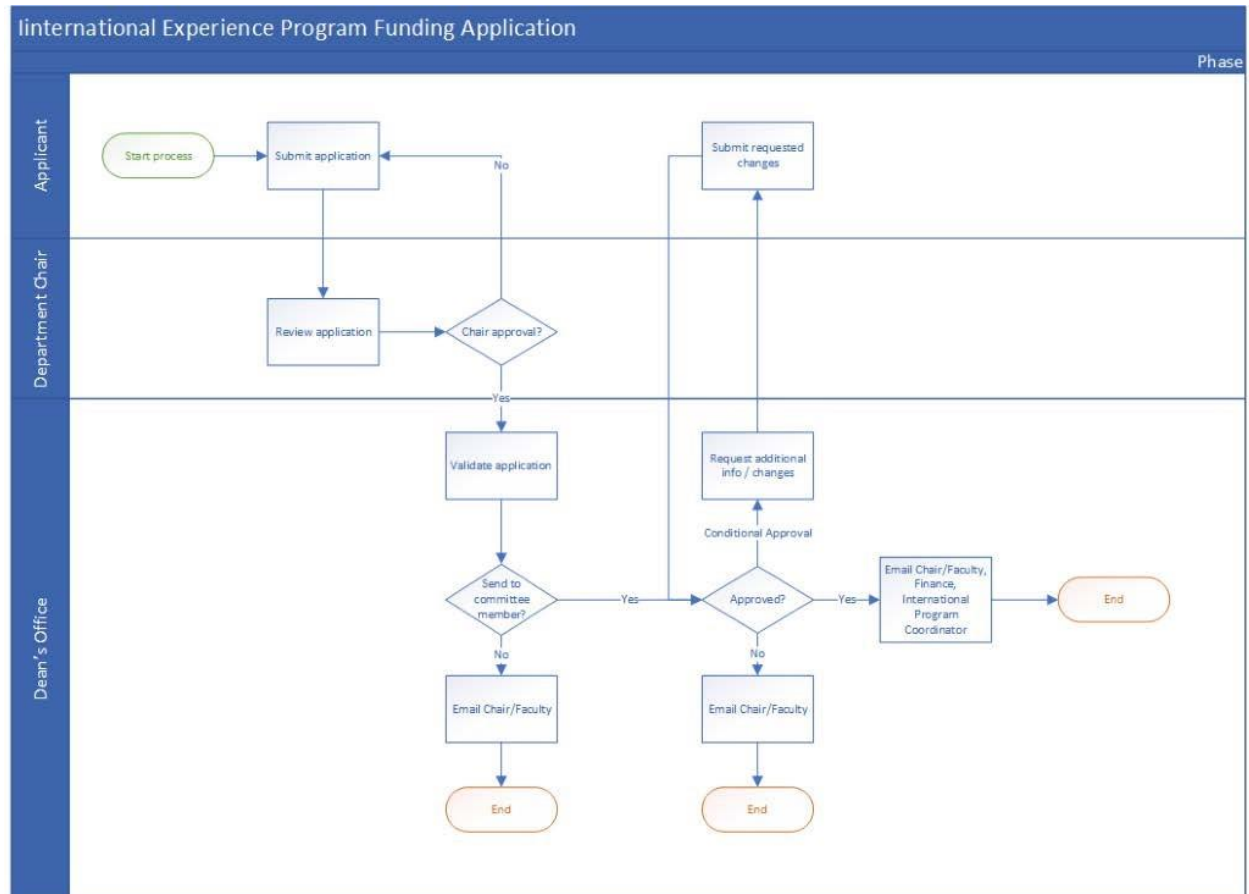 Iinternational Experience Program Funding Application
Phase
Applicant
Start process
Submit application
No
Submit requested
changes
Department Chair
Review application
Chair approval?
Yes
Dean's Office
Validate application
Request additional
info / changes
Conditional Approval
Send to
committee
member?
Yes
Approved?
Yes
Email Chair/Faculty,
Finance,
International
Program
Coordinator
End
No
No
Email Chair/Faculty
Email Chair/Faculty
End
End